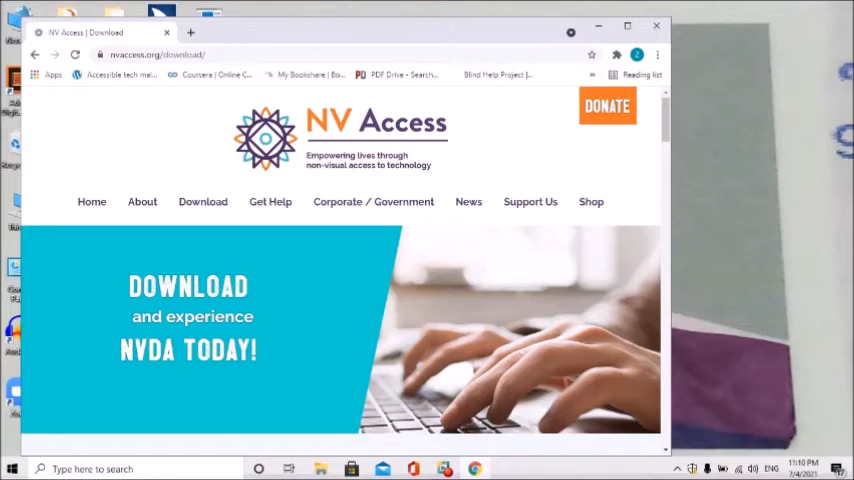 NV Access | Download
nvaccess.org/download/
Apps
Accessible tech mai...
Coursera | Online C...
My Bookshare | Bo...
PDF Drive - Search...
Blind Help Project |...
»
Reading list
DONATE
NV Access
Empowering lives through
non-visual access to technology
Home About Download Get Help Corporate / Government News Support Us Shop
DOWNLOAD
and experience
NVDA TODAY!
Type here to search
ENG
11:10 PM
7/4/2021